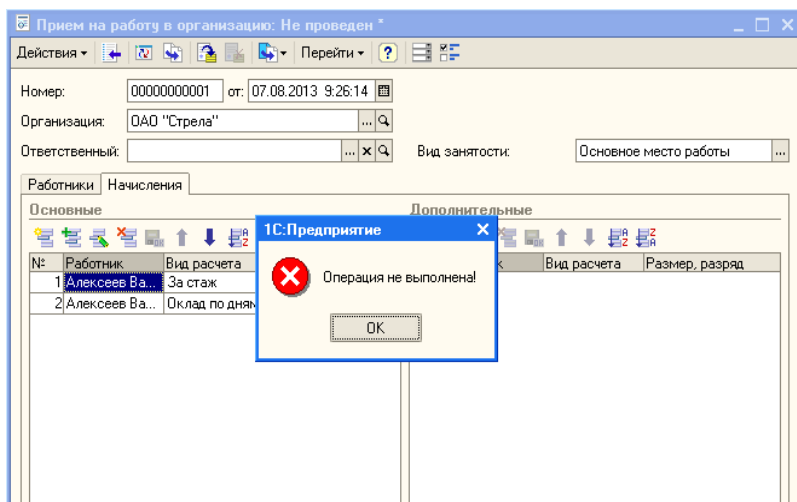 Прием на работу в организацию: Не проведен *
Действия Перейти ?
Номер: 00000000001 от: 07.08.2013 9:26:14
Организация: ОАО "Стрела" ...
Ответственный: ... x Вид занятости: Основное место работы ...
Работники Начисления
Основные Дополнительные
1С:Предприятие
Операция не выполнена!
ОК
№ Работник Вид расчета Вид расчета Размер, разряд
1 Алексеев Ва... За стаж
2 Алексеев Ва... Оклад по